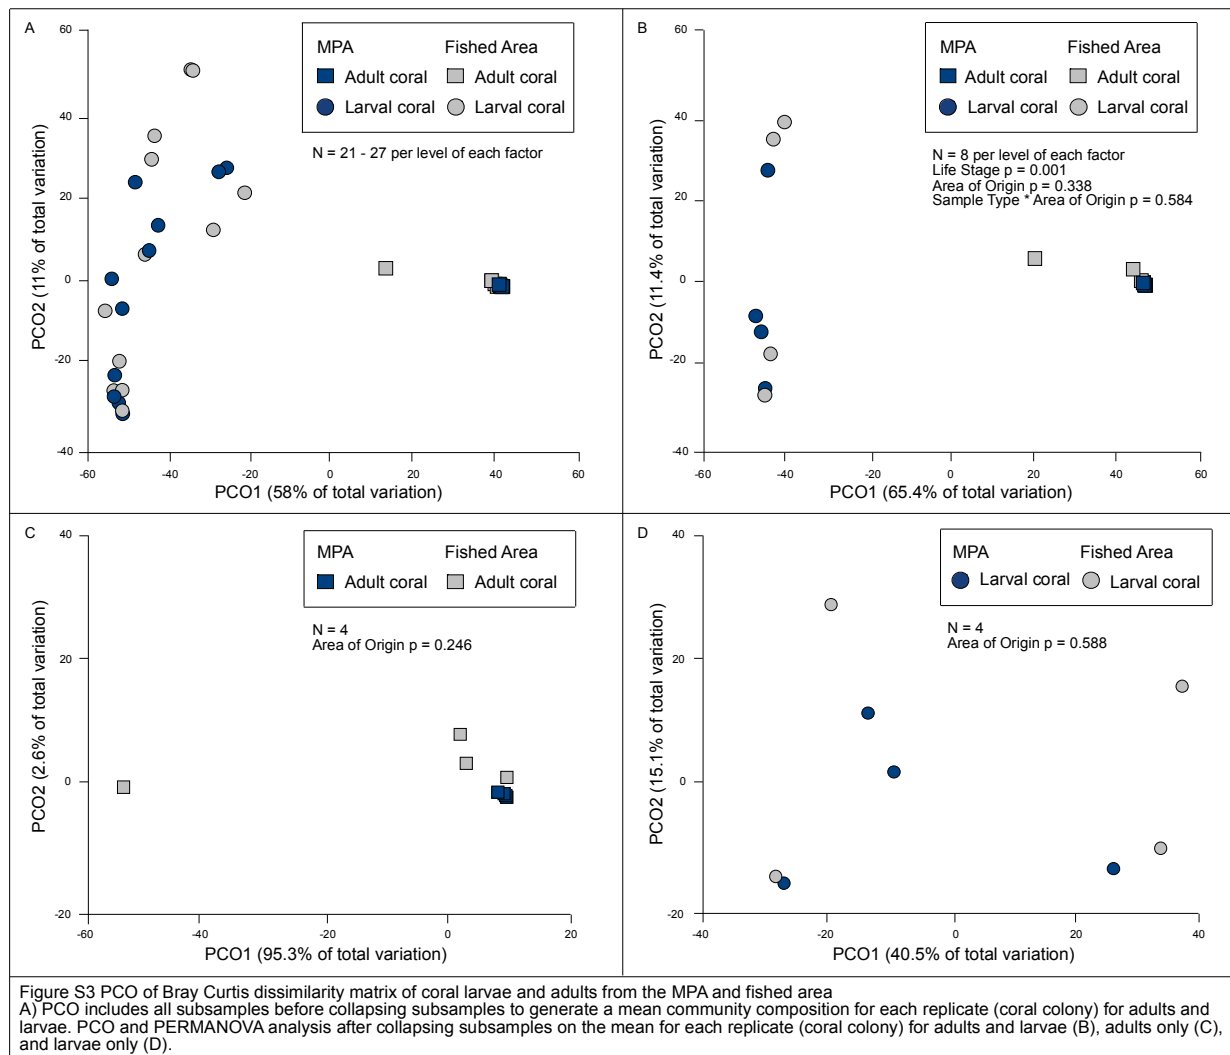 A
60
40
20
0
-20
-40
-60
-40
-20
0
20
40
60
PCO2 (11% of total variation)
PCO1 (58% of total variation)
MPA Fished Area
Adult coral Adult coral
Larval coral Larval coral
N = 21 - 27 per level of each factor
B
60
40
20
0
-20
-40
-60
-40
-20
0
20
40
60
PCO2 (11.4% of total variation)
PCO1 (65.4% of total variation)
MPA Fished Area
Adult coral Adult coral
Larval coral Larval coral
N = 8 per level of each factor
Life Stage p = 0.001
Area of Origin p = 0.338
Sample Type * Area of Origin p = 0.584
C
40
20
0
-20
-60
-40
-20
0
20
PCO2 (2.6% of total variation)
PCO1 (95.3% of total variation)
MPA Fished Area
Adult coral Adult coral
N = 4
Area of Origin p = 0.246
D
40
20
0
-20
-40
-20
0
20
40
PCO2 (15.1% of total variation)
PCO1 (40.5% of total variation)
MPA Fished Area
Larval coral Larval coral
N = 4
Area of Origin p = 0.588
Figure S3 PCO of Bray Curtis dissimilarity matrix of coral larvae and adults from the MPA and fished area
A) PCO includes all subsamples before collapsing subsamples to generate a mean community composition for each replicate (coral colony) for adults and
larvae. PCO and PERMANOVA analysis after collapsing subsamples on the mean for each replicate (coral colony) for adults and larvae (B), adults only (C),
and larvae only (D).